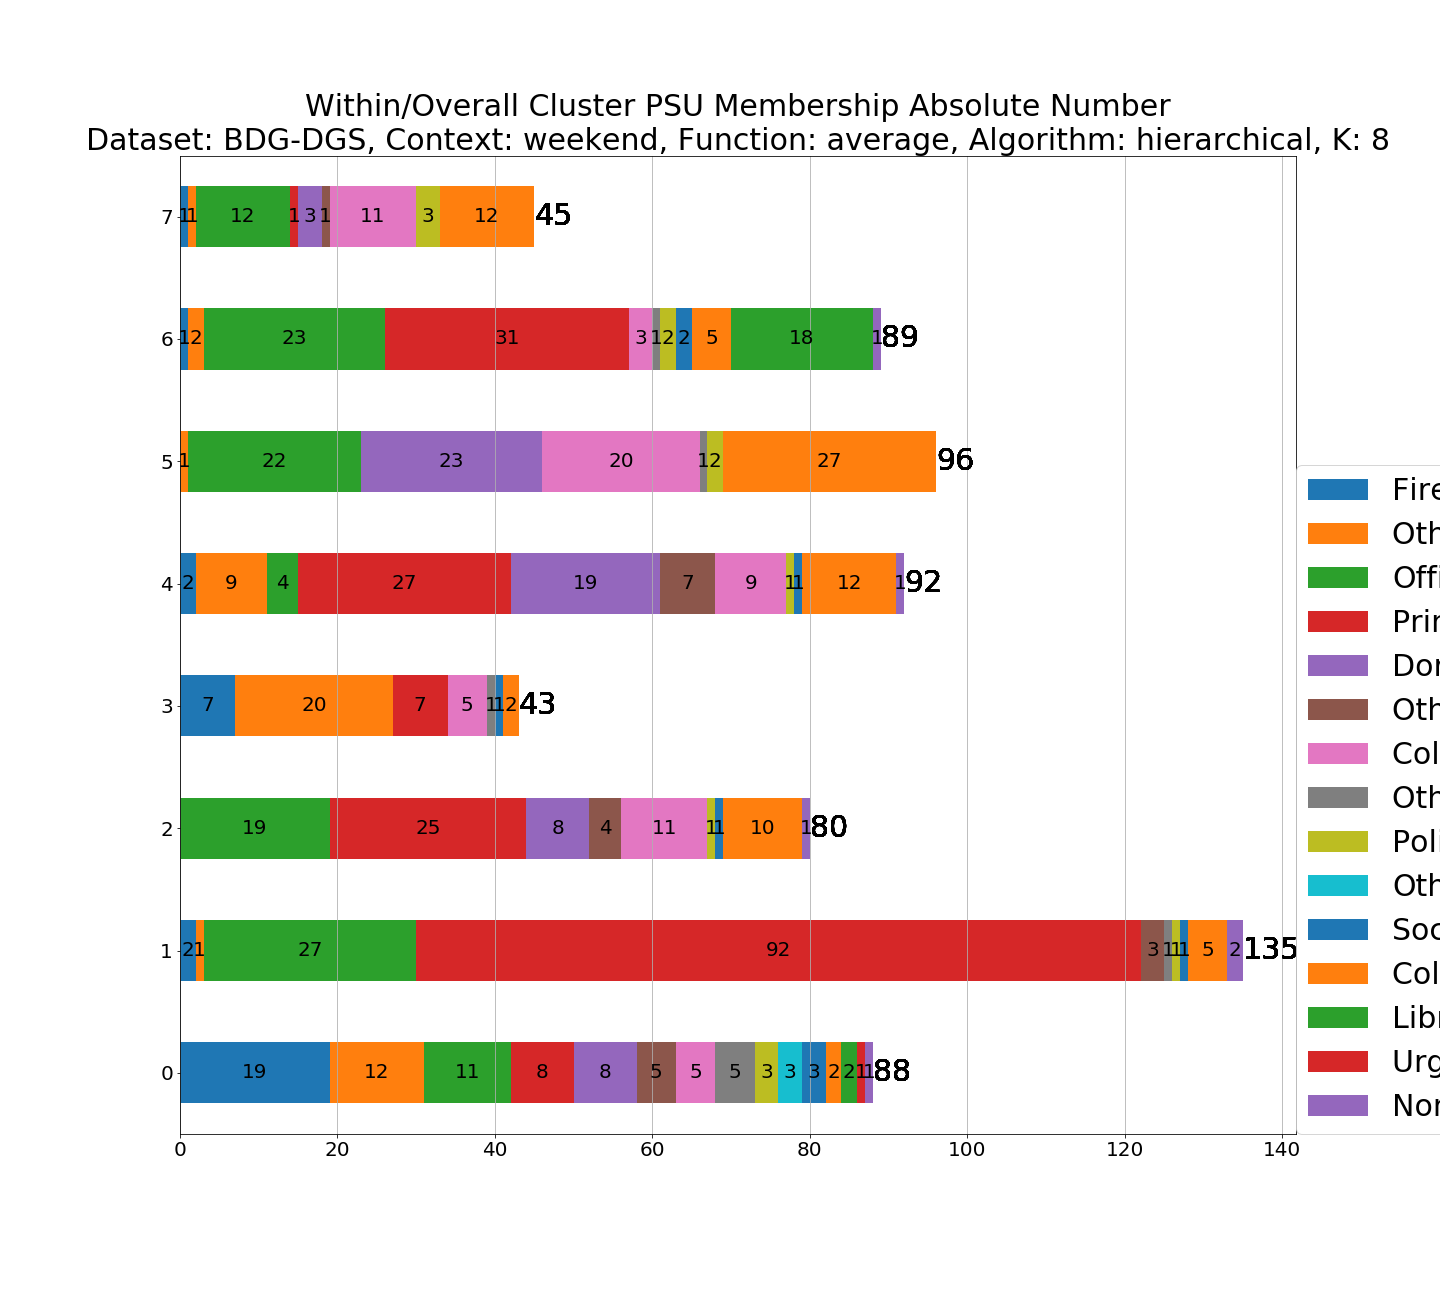 Within/Overall Cluster PSU Membership Absolute Number
Dataset: BDG-DGS, Context: weekend, Function: average, Algorithm: hierarchical, K: 8
7 1 1 12 1 3 1 11 3 12 45
6 1 2 23 31 3 1 2 2 5 18 1 89
5 1 22 23 20 1 2 27 96
4 2 9 4 27 19 7 9 1 1 12 1 92
3 7 20 7 5 1 1 2 43
2 19 25 8 4 11 1 1 10 1 80
1 2 1 27 92 3 1 1 1 5 2 135
0 19 12 11 8 8 5 5 5 3 3 3 2 2 1 1 88
0 20 40 60 80 100 120 140
Fire
Oth
Offi
Prin
Dor
Oth
Col
Oth
Poli
Oth
Soc
Col
Libr
Urg
Nor